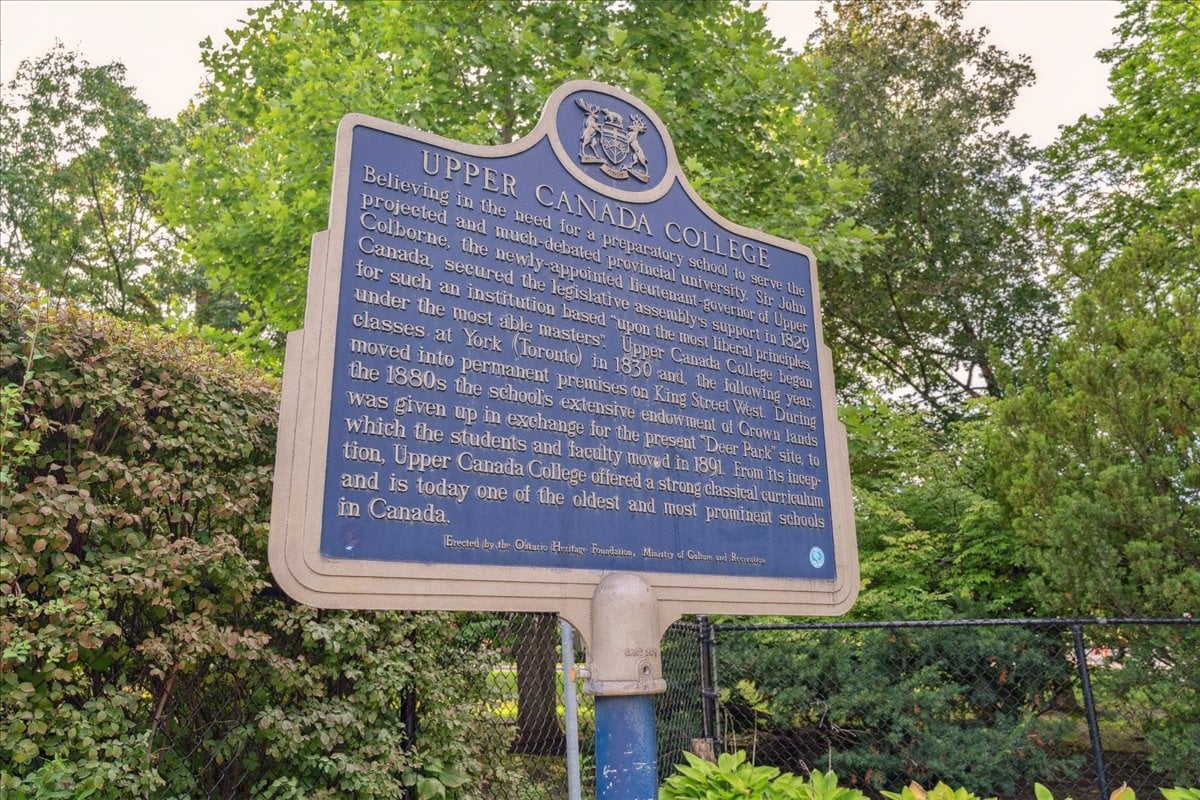 UPPER CANADA COLLEGE
Believing in the need for a preparatory school to serve the
projected and much-debated provincial university, Sir John
Colborne, the newly-appointed lieutenant-governor of Upper
Canada, secured the legislative assembly's support in 1829
for such an institution based "upon the most liberal principles,
under the most able masters". Upper Canada College began
classes at York (Toronto) in 1830 and, the following year,
moved into permanent premises on King Street West. During
the 1880s the school's extensive endowment of Crown lands
was given up in exchange for the present "Deer Park" site, to
which the students and faculty moved in 1891. From its incep-
tion, Upper Canada College offered a strong classical curriculum
and is today one of the oldest and most prominent schools
in Canada.
Erected by the Ontario Heritage Foundation, Ministry of Culture and Recreation